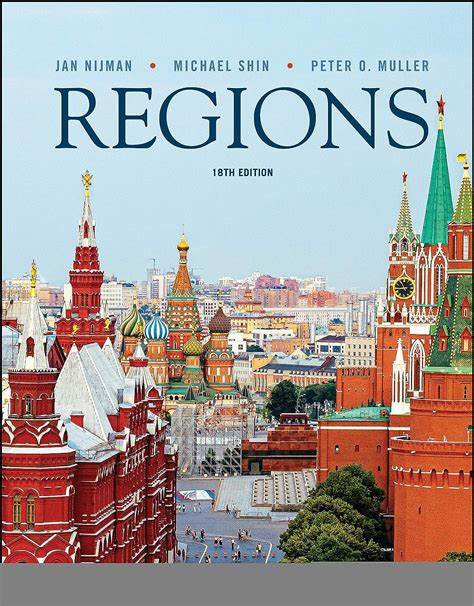 JAN NIJMAN • MICHAEL SHIN • PETER O. MULLER
REGIONS
18TH EDITION